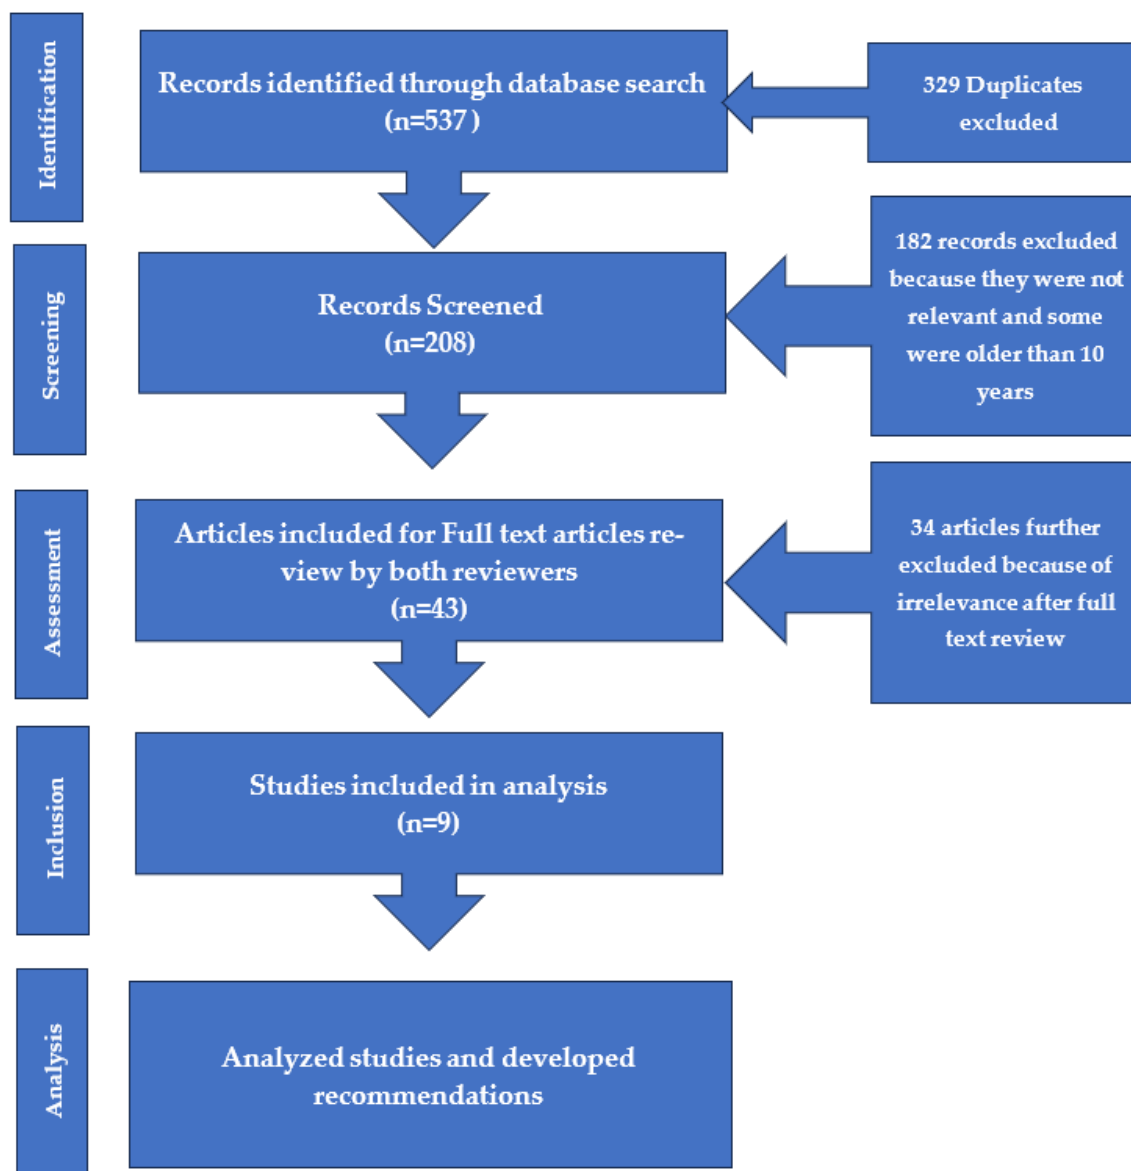 Identification
Records identified through database search
(n=537 )
329 Duplicates
excluded
Screening
Records Screened
(n=208)
182 records excluded
because they were not
relevant and some
were older than 10
years
Assessment
Articles included for Full text articles re-
view by both reviewers
(n=43)
34 articles further
excluded because of
irrelevance after full
text review
Inclusion
Studies included in analysis
(n=9)
Analysis
Analyzed studies and developed
recommendations